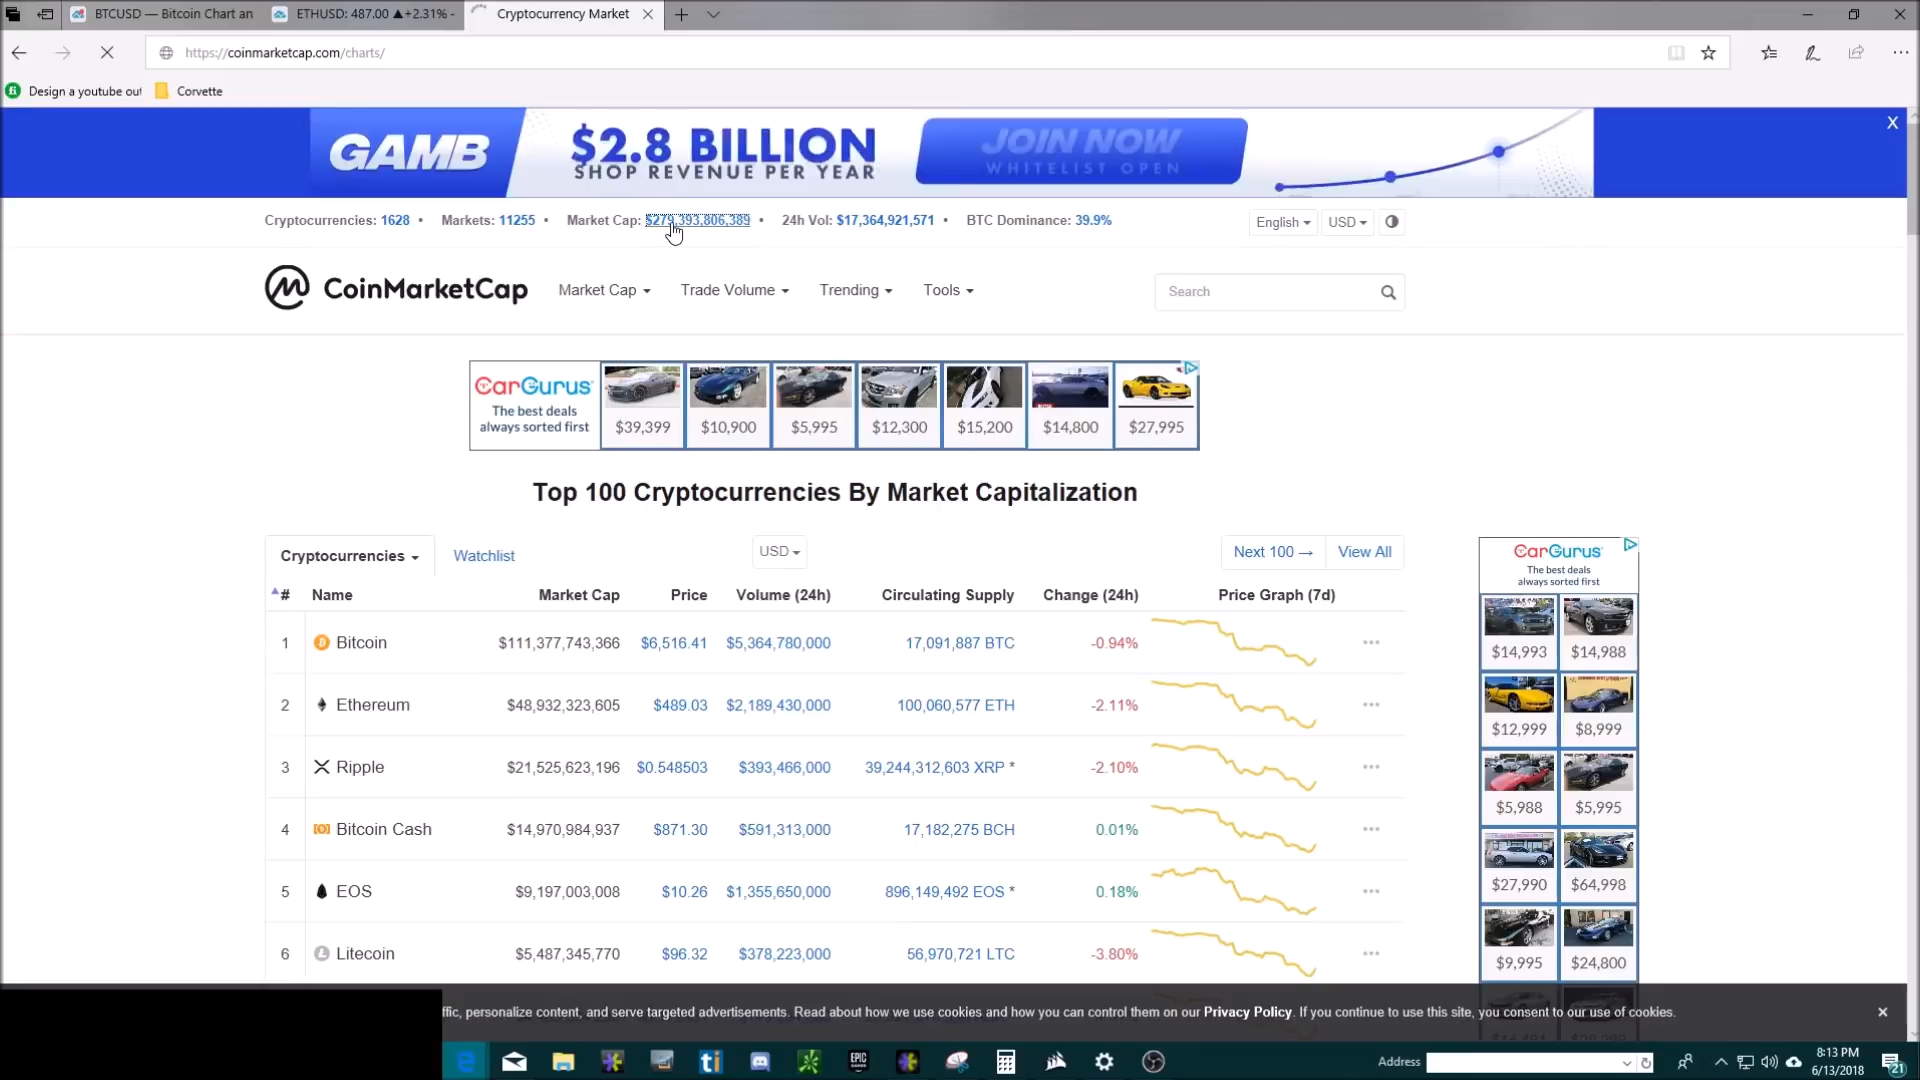 BTCUSD — Bitcoin Chart an
ETHUSD: 487.00 ▲+2.31% -
Cryptocurrency Market
https://coinmarketcap.com/charts/
Design a youtube out
Corvette
GAMB
$2.8 BILLION
SHOP REVENUE PER YEAR
JOIN NOW
WHITELIST OPEN
X
Cryptocurrencies: 1628 • Markets: 11255 • Market Cap: $279,393,806,389 • 24h Vol: $17,364,921,571 • BTC Dominance: 39.9%
English USD
CoinMarketCap
Market Cap Trade Volume Trending Tools
Search
CarGurus
The best deals
always sorted first
$39,399 $10,900 $5,995 $12,300 $15,200 $14,800 $27,995
Top 100 Cryptocurrencies By Market Capitalization
Cryptocurrencies Watchlist USD Next 100 → View All
# Name Market Cap Price Volume (24h) Circulating Supply Change (24h) Price Graph (7d)
1 Bitcoin $111,377,743,366 $6,516.41 $5,364,780,000 17,091,887 BTC -0.94%
2 Ethereum $48,932,323,605 $489.03 $2,189,430,000 100,060,577 ETH -2.11%
3 Ripple $21,525,623,196 $0.548503 $393,466,000 39,244,312,603 XRP * -2.10%
4 Bitcoin Cash $14,970,984,937 $871.30 $591,313,000 17,182,275 BCH 0.01%
5 EOS $9,197,003,008 $10.26 $1,355,650,000 896,149,492 EOS * 0.18%
6 Litecoin $5,487,345,770 $96.32 $378,223,000 56,970,721 LTC -3.80%
CarGurus
The best deals
always sorted first
$14,993 $14,988
$12,999 $8,999
$5,988 $5,995
$27,990 $64,998
$9,995 $24,800
ffic, personalize content, and serve targeted advertisements. Read about how we use cookies and how you can control them on our Privacy Policy. If you continue to use this site, you consent to our use of cookies.
EPIC
GAMES
Address
8:13 PM
6/13/2018
21